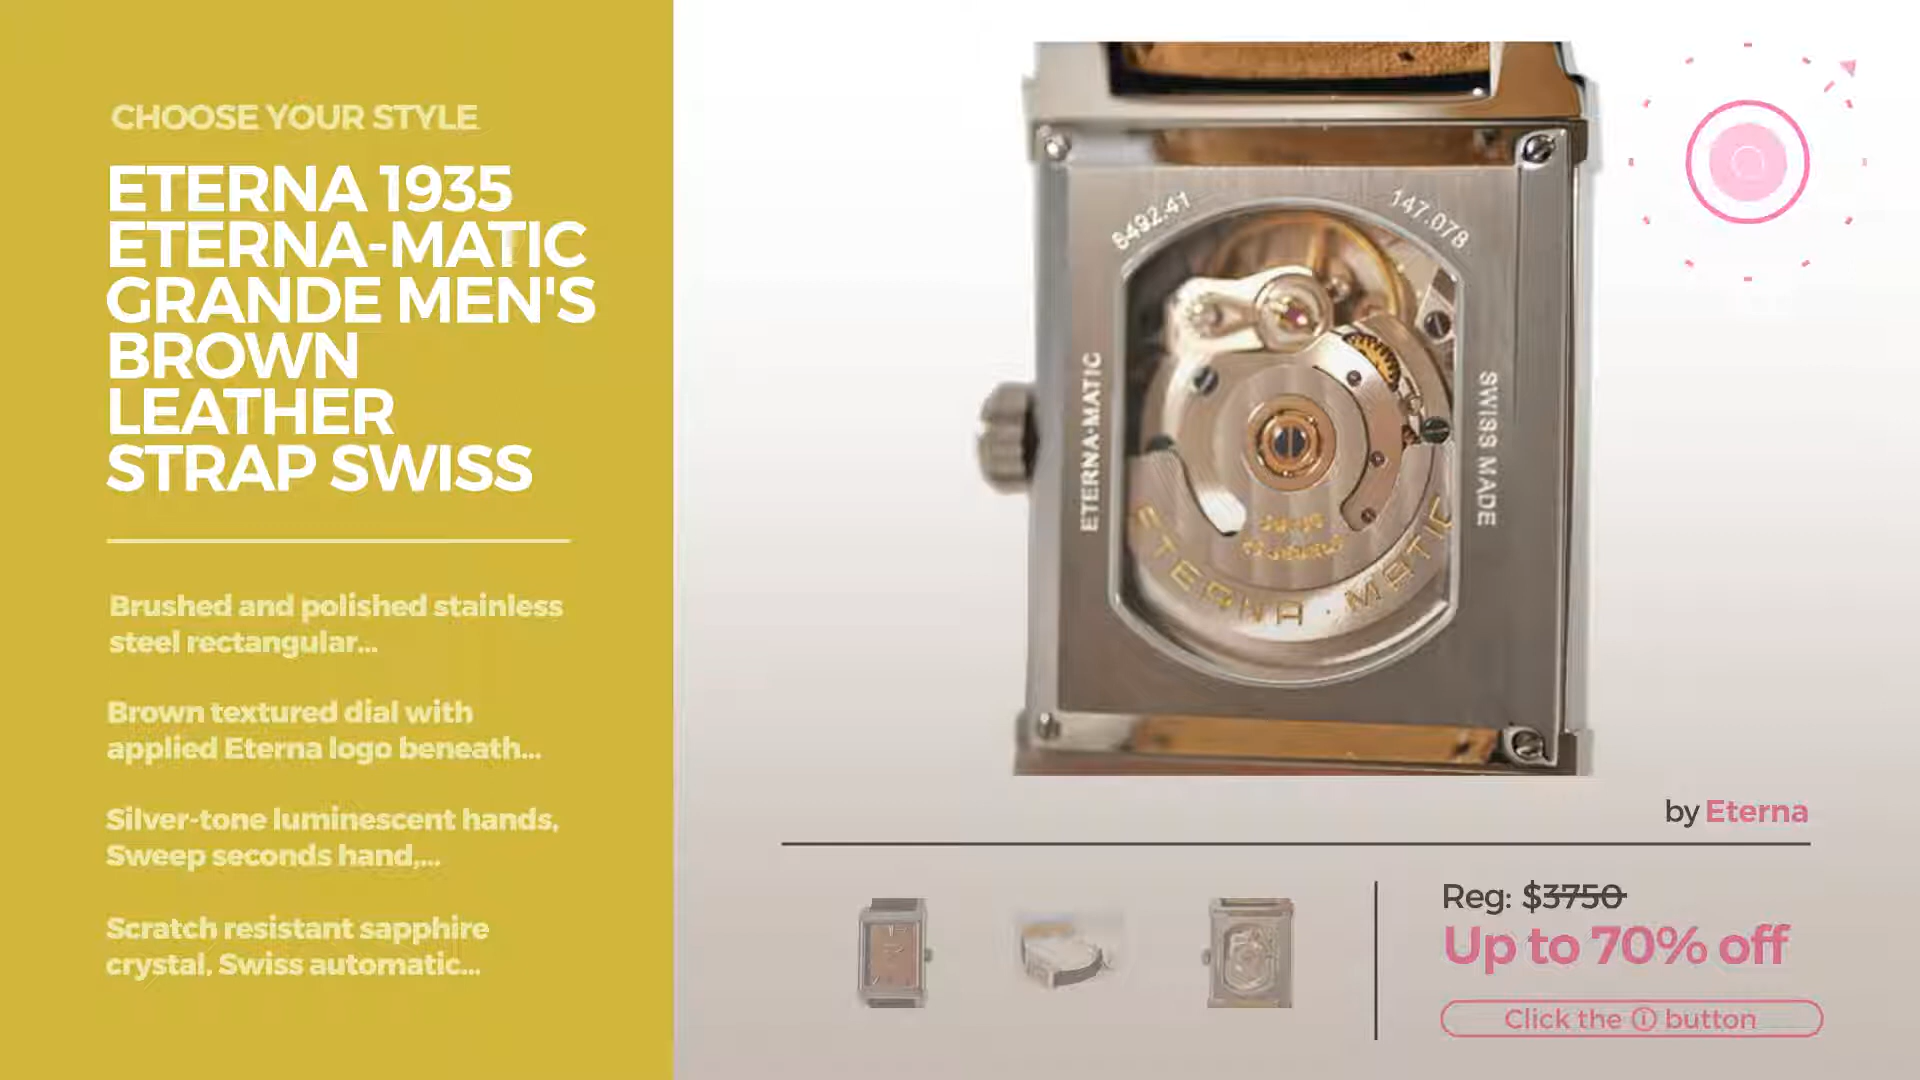 CHOOSE YOUR STYLE
ETERNA 1935
ETERNA-MATIC
GRANDE MEN'S
BROWN
LEATHER
STRAP SWISS
Brushed and polished stainless
steel rectangular...
Brown textured dial with
applied Eterna logo beneath...
Silver-tone luminescent hands,
Sweep seconds hand,...
Scratch resistant sapphire
crystal, Swiss automatic...
8492.41
147.078
ETERNA·MATIC
SWISS MADE
ETERNA · MATIC
by Eterna
Reg: $3750
Up to 70% off
Click the ⓘ button